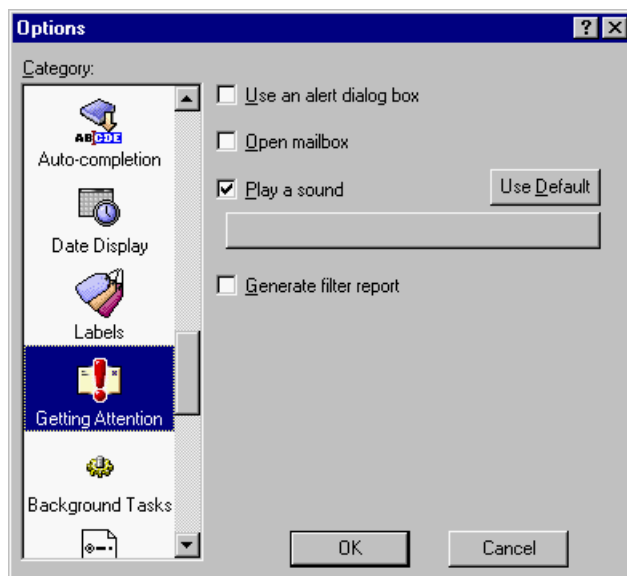 Options
Category:
ABCDE
Auto-completion
Date Display
Labels
Getting Attention
Background Tasks
Use an alert dialog box
Open mailbox
Play a sound
Use Default
Generate filter report
OK
Cancel